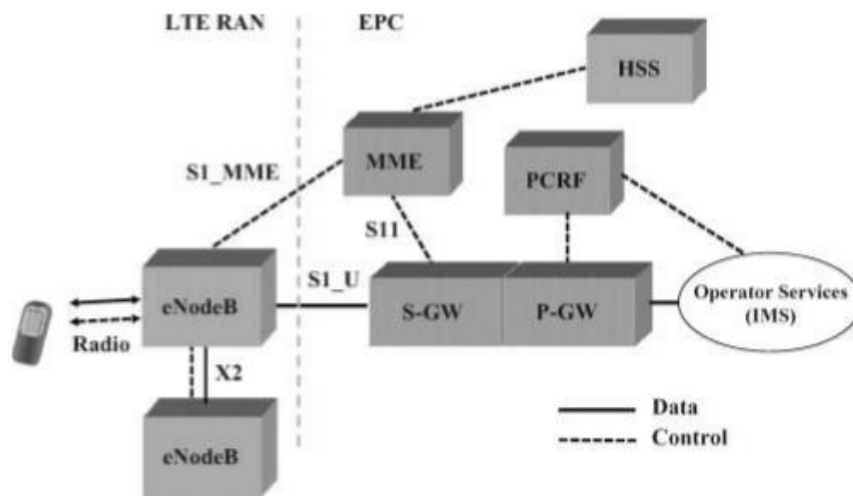 LTE RAN
EPC
HSS
MME
S1_MME
PCRF
S11
S1_U
eNodeB
S-GW
P-GW
Operator Services
(IMS)
Radio
X2
Data
Control
eNodeB